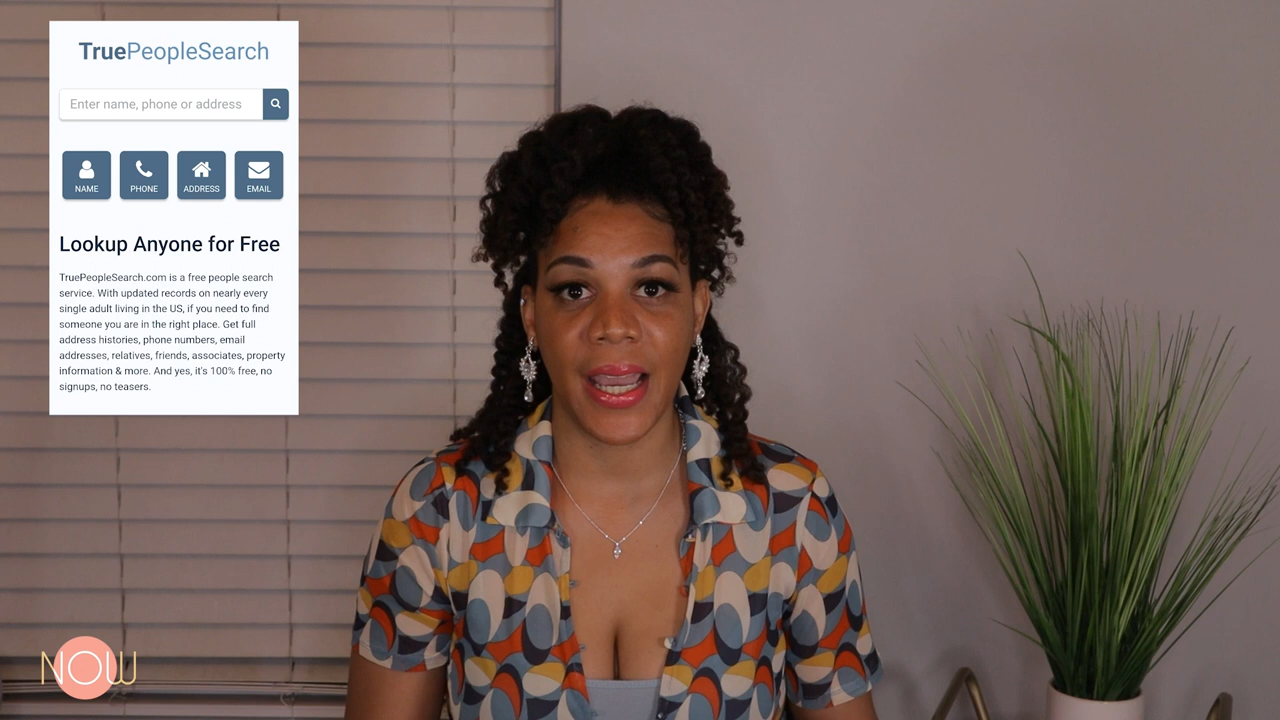 TruePeopleSearch
Enter name, phone or address
NAME PHONE ADDRESS EMAIL
Lookup Anyone for Free
TruePeopleSearch.com is a free people search
service. With updated records on nearly every
single adult living in the US, if you need to find
someone you are in the right place. Get full
address histories, phone numbers, email
addresses, relatives, friends, associates, property
information & more. And yes, it's 100% free, no
signups, no teasers.
NOW